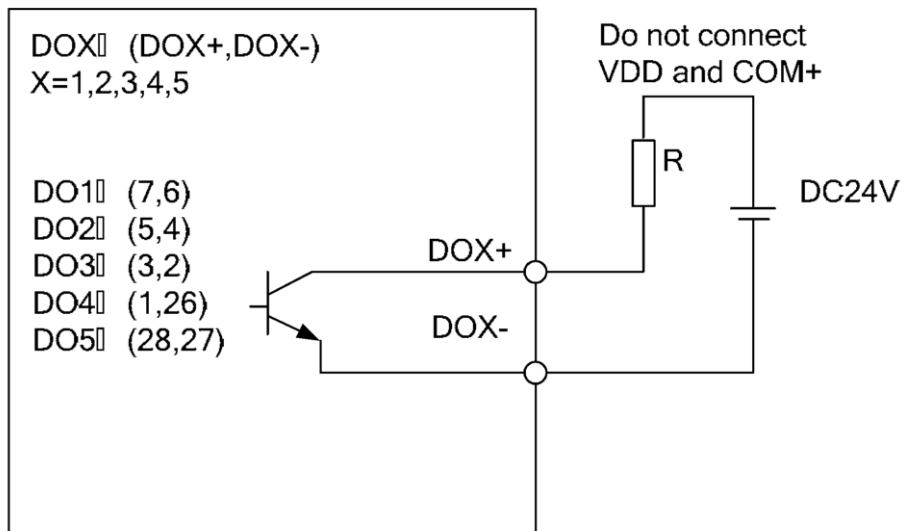 DOX▯ (DOX+,DOX-)
X=1,2,3,4,5
DO1▯ (7,6)
DO2▯ (5,4)
DO3▯ (3,2)
DO4▯ (1,26)
DO5▯ (28,27)
DOX+
DOX-
Do not connect
VDD and COM+
R
DC24V